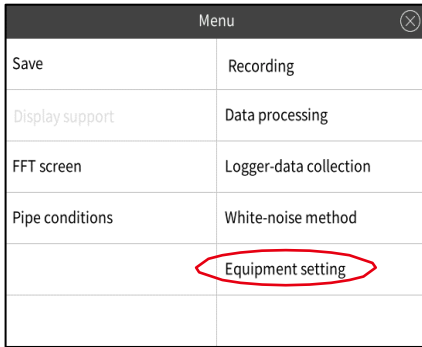 Menu
Save
Recording
Display support
Data processing
FFT screen
Logger-data collection
Pipe conditions
White-noise method
Equipment setting